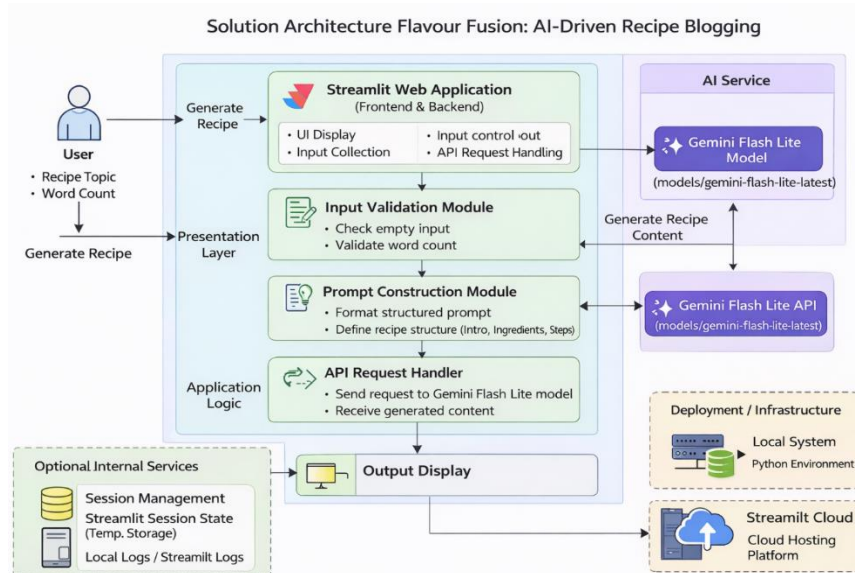 Solution Architecture Flavour Fusion: AI-Driven Recipe Blogging
User
• Recipe Topic
• Word Count
Generate Recipe
Generate Recipe
Presentation
Layer
Application
Logic
Streamlit Web Application
(Frontend & Backend)
• UI Display
• Input Collection
• Input control ›out
• API Request Handling
Input Validation Module
• Check empty input
• Validate word count
Prompt Construction Module
• Format structured prompt
• Define recipe structure (Intro, Ingredients, Steps)
API Request Handler
• Send request to Gemini Flash Lite model
• Receive generated content
Output Display
AI Service
Gemini Flash Lite
Model
(models/gemini-flash-lite-latest)
Generate Recipe
Content
Gemini Flash Lite API
(models/gemini-flash-lite-latest)
Deployment / Infrastructure
Local System
Python Environment
Streamilt Cloud
Cloud Hosting
Platform
Optional Internal Services
Session Management
Streamlit Session State
(Temp. Storage)
Local Logs / Streamilt Logs